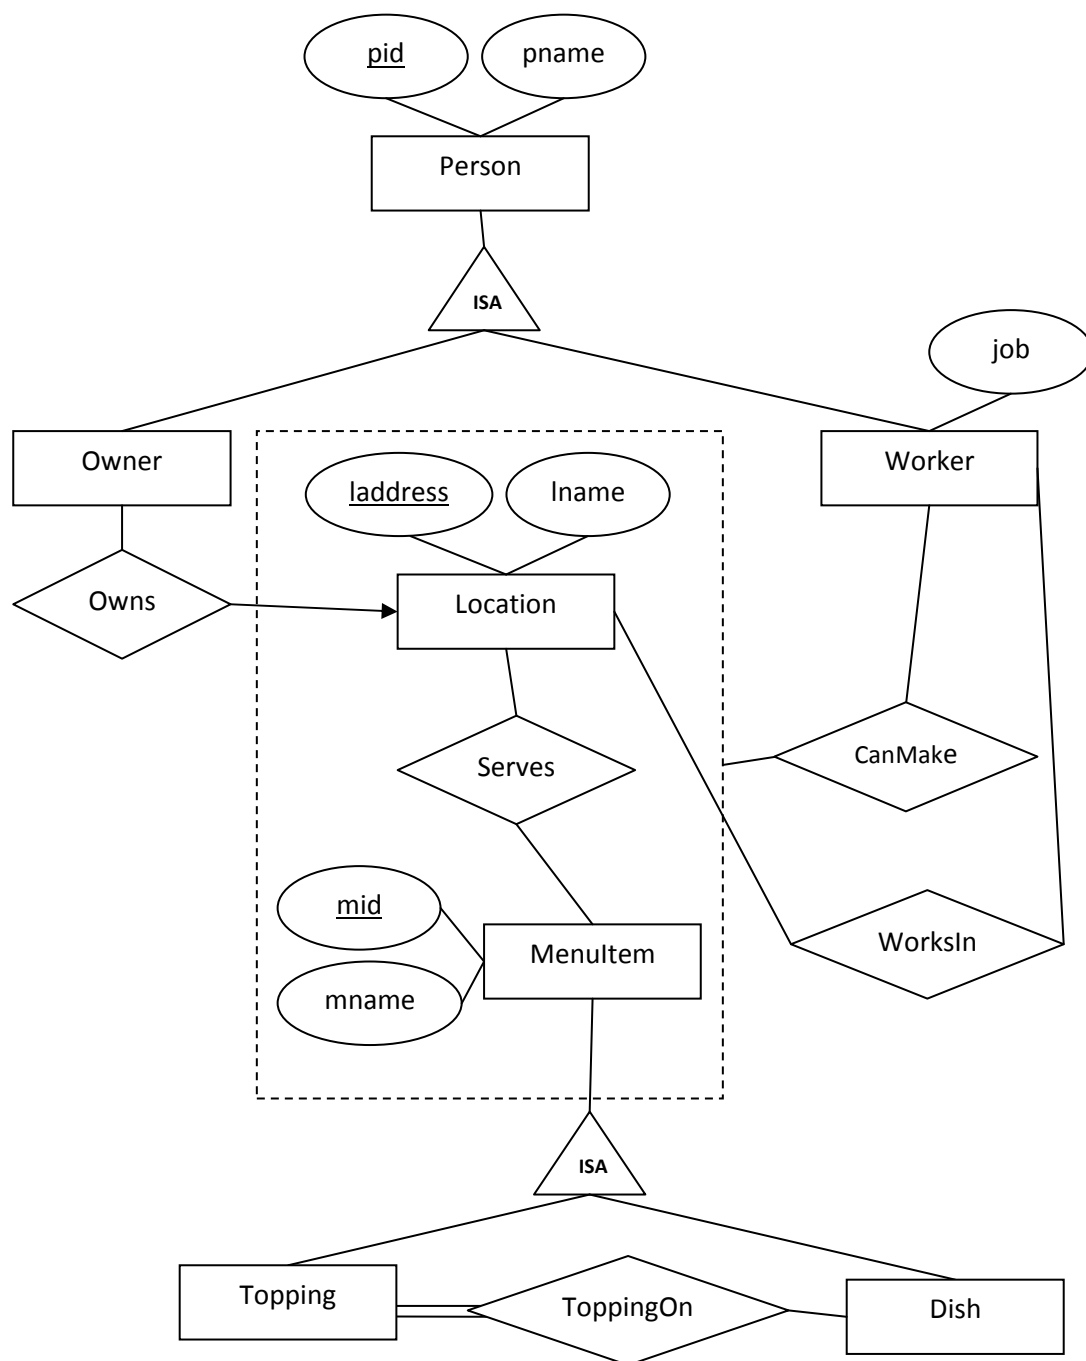 pid
pname
Person
ISA
job
Owner
Worker
laddress
lname
Owns
Location
Serves
CanMake
mid
MenuItem
WorksIn
mname
ISA
Topping
ToppingOn
Dish